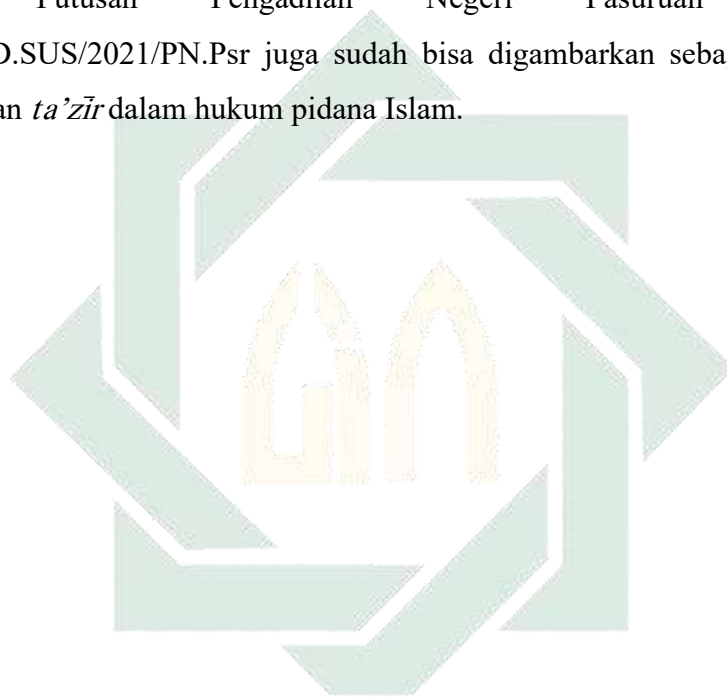 Putusan Pengadilan Negeri Pasuruan
D.SUS/2021/PN.Psr juga sudah bisa digambarkan seba
an ta’zīr dalam hukum pidana Islam.